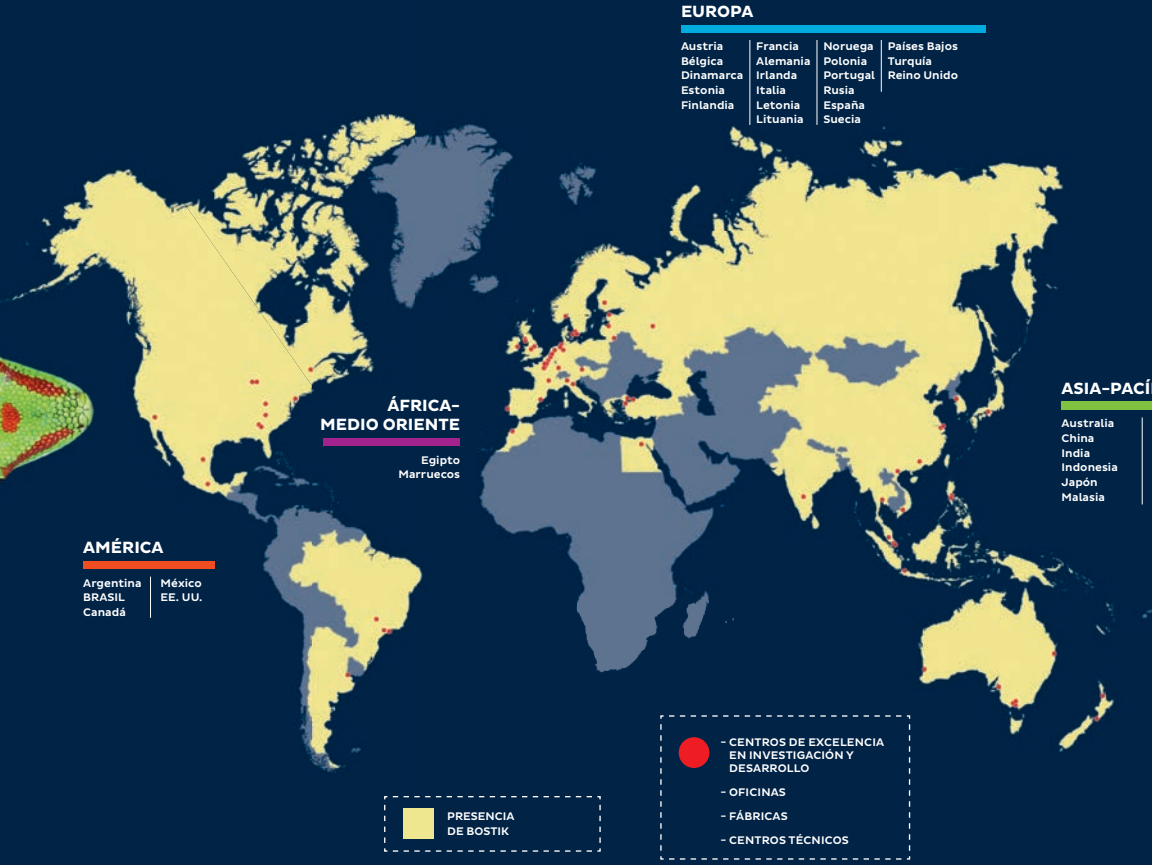 EUROPA
Austria
Bélgica
Dinamarca
Estonia
Finlandia
Francia
Alemania
Irlanda
Italia
Letonia
Lituania
Noruega
Polonia
Portugal
Rusia
España
Suecia
Países Bajos
Turquía
Reino Unido
ÁFRICA–
MEDIO ORIENTE
Egipto
Marruecos
ASIA–PACÍ
Australia
China
India
Indonesia
Japón
Malasia
AMÉRICA
Argentina
BRASIL
Canadá
México
EE. UU.
PRESENCIA
DE BOSTIK
– CENTROS DE EXCELENCIA
EN INVESTIGACIÓN Y
DESARROLLO
– OFICINAS
– FÁBRICAS
– CENTROS TÉCNICOS